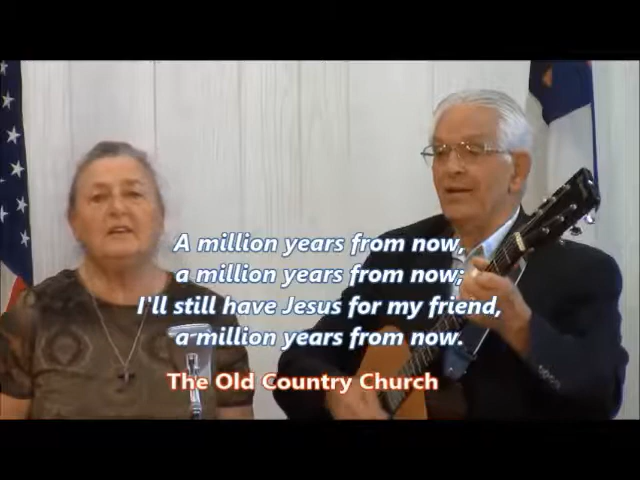 A million years from now,
a million years from now;
I'll still have Jesus for my friend,
a million years from now.
The Old Country Church